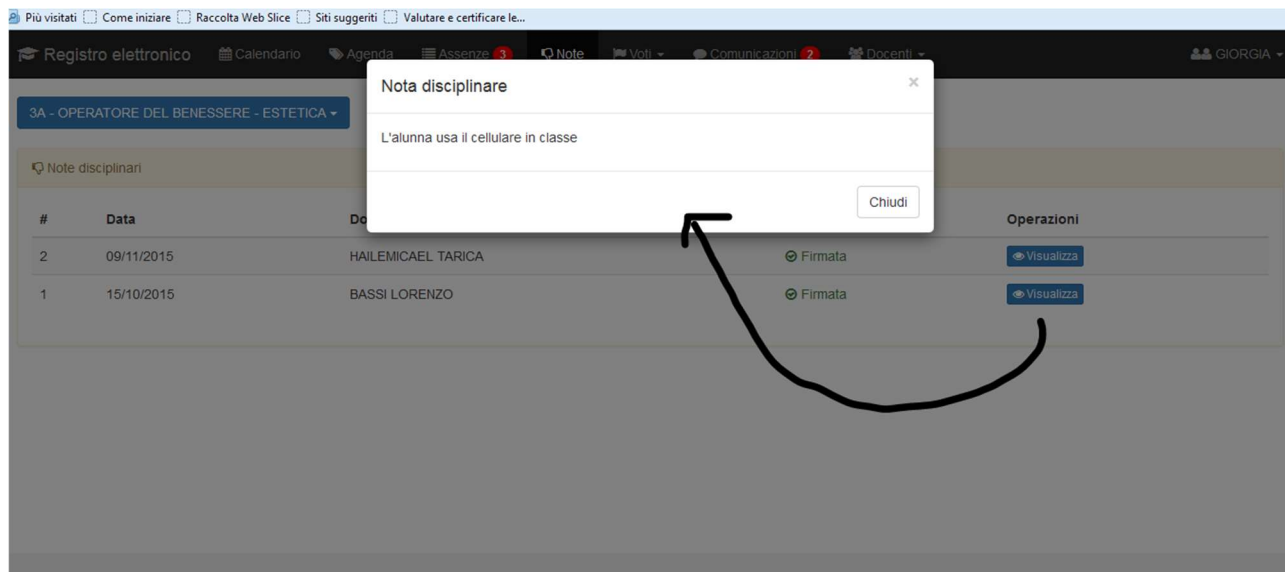 Più visitati Come iniziare Raccolta Web Slice Siti suggeriti Valutare e certificare le...
Registro elettronico Calendario Agenda Assenze 3 Note Voti Comunicazioni 2 Docenti GIORGIA
Nota disciplinare ×
3A - OPERATORE DEL BENESSERE - ESTETICA
L'alunna usa il cellulare in classe
Note disciplinari
Chiudi
# Data Do Operazioni
2 09/11/2015 HAILEMICAEL TARICA Firmata Visualizza
1 15/10/2015 BASSI LORENZO Firmata Visualizza